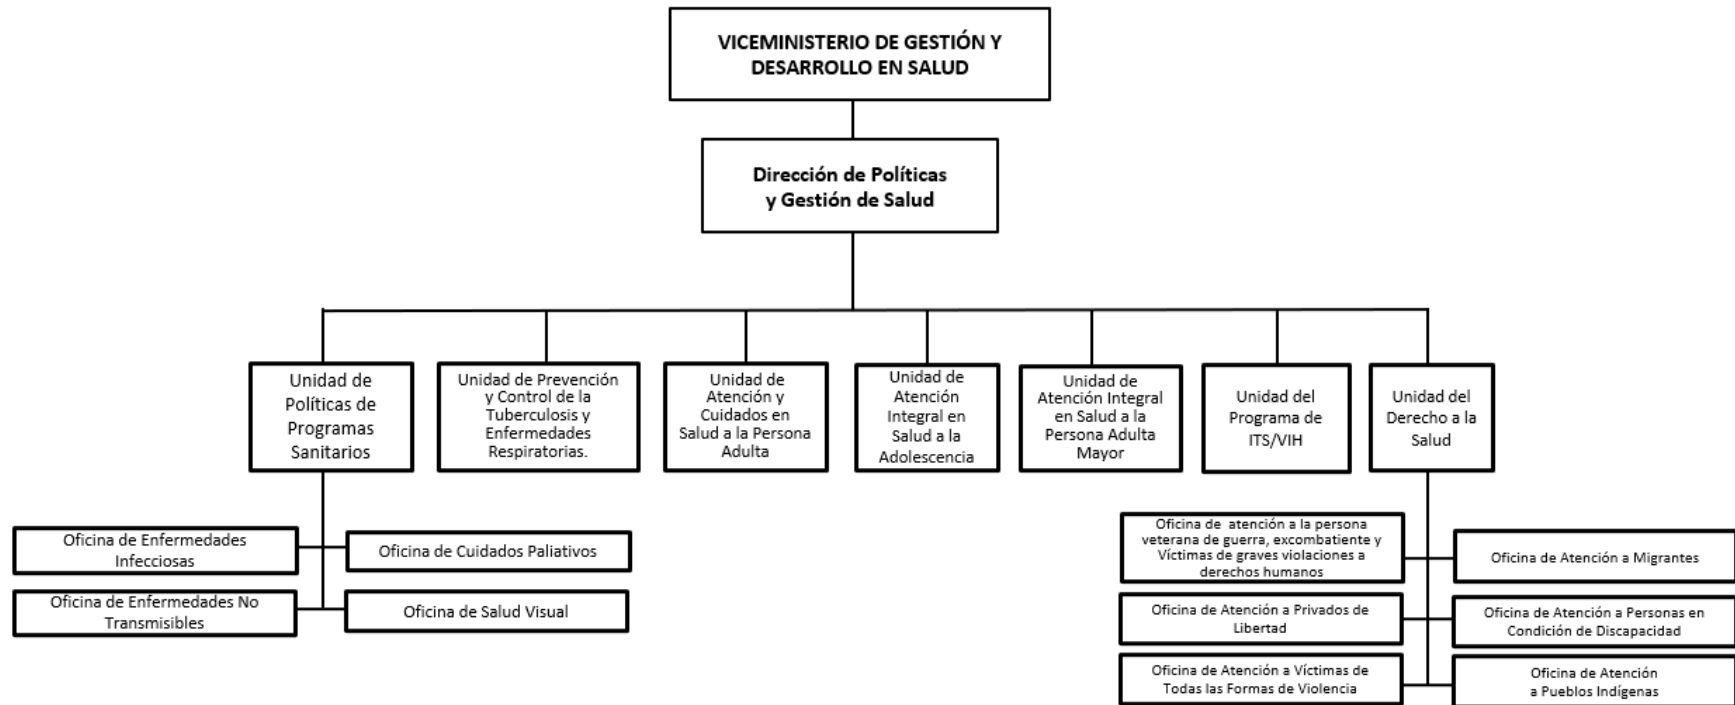 VICEMINISTERIO DE GESTIÓN Y
DESARROLLO EN SALUD
Dirección de Políticas
y Gestión de Salud
Unidad de
Políticas de
Programas
Sanitarios
Unidad de Prevención
y Control de la
Tuberculosis y
Enfermedades
Respiratorias.
Unidad de
Atención y
Cuidados en
Salud a la Persona
Adulta
Unidad de
Atención
Integral en
Salud a la
Adolescencia
Unidad de
Atención Integral
en Salud a la
Persona Adulta
Mayor
Unidad del
Programa de
ITS/VIH
Unidad del
Derecho a la
Salud
Oficina de Enfermedades
Infecciosas
Oficina de Cuidados Paliativos
Oficina de Enfermedades No
Transmisibles
Oficina de Salud Visual
Oficina de atención a la persona
veterana de guerra, excombatiente y
Víctimas de graves violaciones a
derechos humanos
Oficina de Atención a Migrantes
Oficina de Atención a Privados de
Libertad
Oficina de Atención a Personas en
Condición de Discapacidad
Oficina de Atención a Víctimas de
Todas las Formas de Violencia
Oficina de Atención
a Pueblos Indígenas